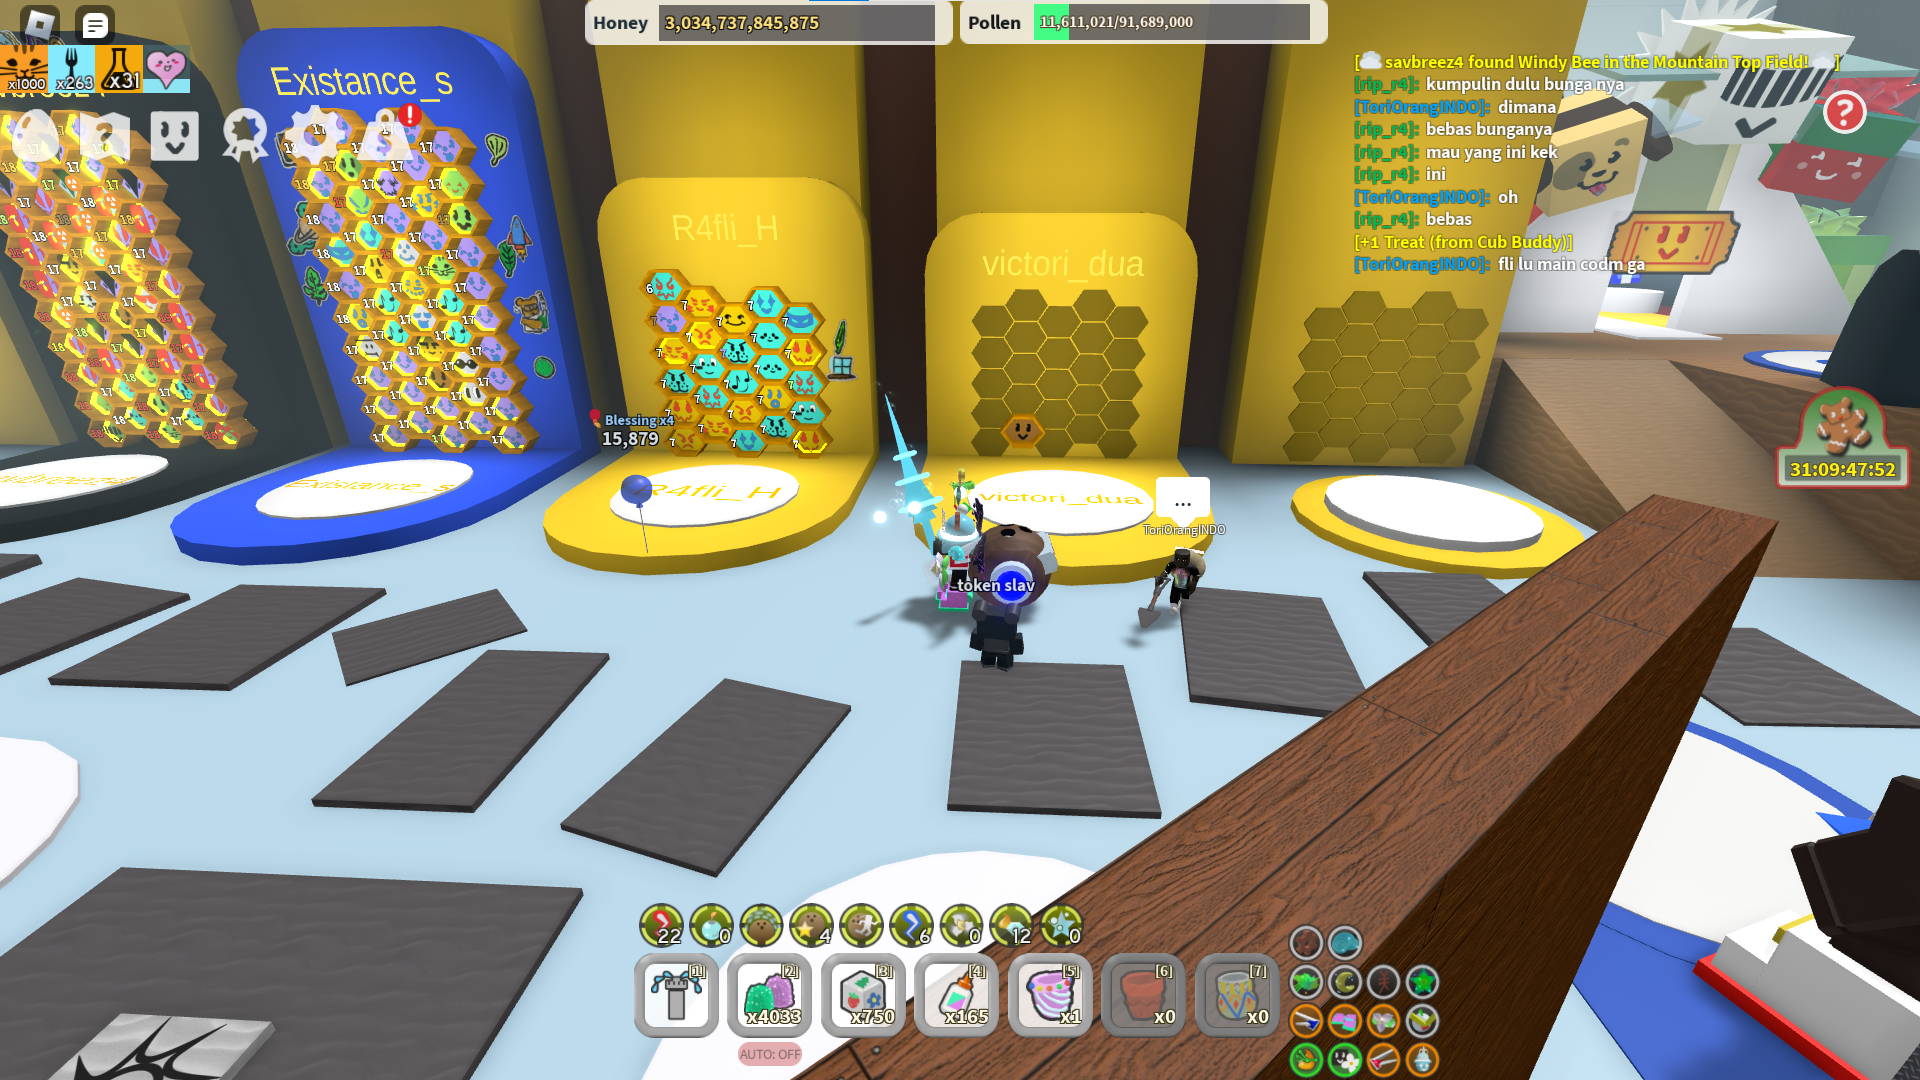 Honey 3,034,737,845,875
Pollen 11,611,021/91,689,000
x1000
x263
x31
Existance_s
R4fli_H
victori_dua
[☁ savbreez4 found Windy Bee in the Mountain Top Field! ☁]
[rip_r4]: kumpulin dulu bunga nya
[ToriOrangINDO]: dimana
[rip_r4]: bebas bunganya
[rip_r4]: mau yang ini kek
[rip_r4]: ini
[ToriOrangINDO]: oh
[rip_r4]: bebas
[+1 Treat (from Cub Buddy)]
[ToriOrangINDO]: fli lu main codm ga
31:09:47:52
Blessing x4
15,879
Existance_s
R4fli_H
victori_dua
...
ToriOrangINDO
token slav
22 0 4 6 0 12 0
[1] [2] [3] [4] [5] [6] [7]
x4033 x750 x165 x1 x0 x0
AUTO: OFF